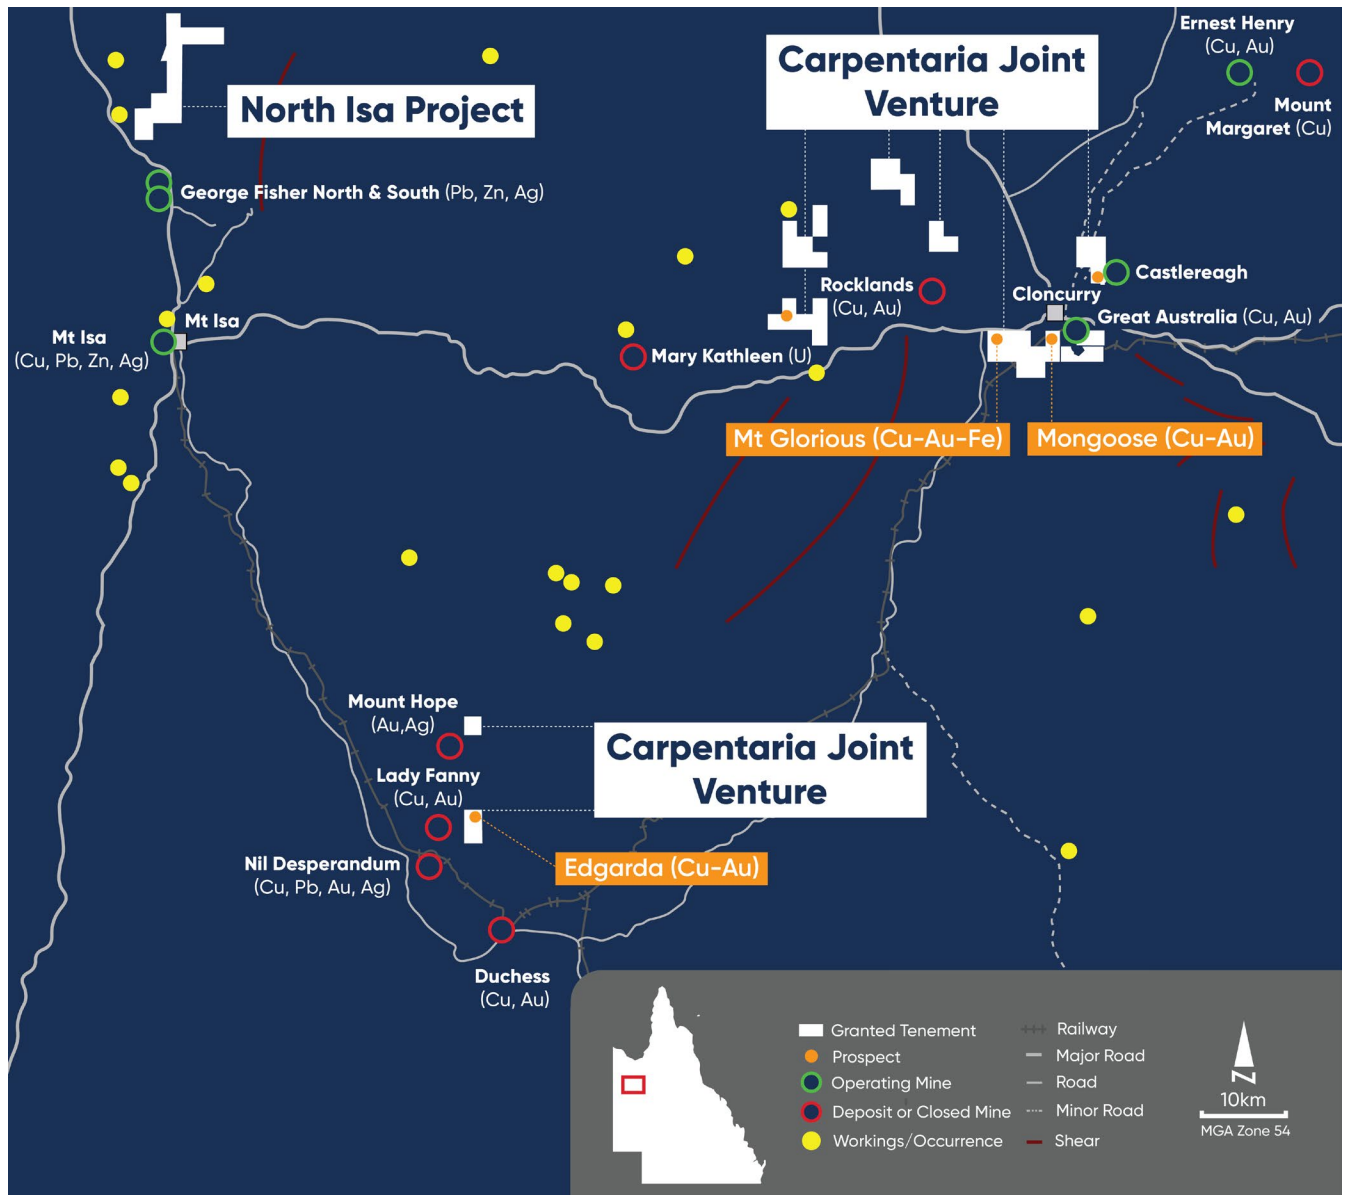 Ernest Henry
(Cu, Au)
Mount
Margaret (Cu)
Carpentaria Joint
Venture
North Isa Project
George Fisher North & South (Pb, Zn, Ag)
Castlereagh
Rocklands
(Cu, Au)
Cloncurry
Great Australia (Cu, Au)
Mt Isa
Mt Isa
(Cu, Pb, Zn, Ag)
Mary Kathleen (U)
Mt Glorious (Cu-Au-Fe)
Mongoose (Cu-Au)
Mount Hope
(Au,Ag)
Carpentaria Joint
Venture
Lady Fanny
(Cu, Au)
Nil Desperandum
(Cu, Pb, Au, Ag)
Edgarda (Cu-Au)
Duchess
(Cu, Au)
Granted Tenement
Prospect
Operating Mine
Deposit or Closed Mine
Workings/Occurrence
Railway
Major Road
Road
Minor Road
Shear
N
10km
MGA Zone 54